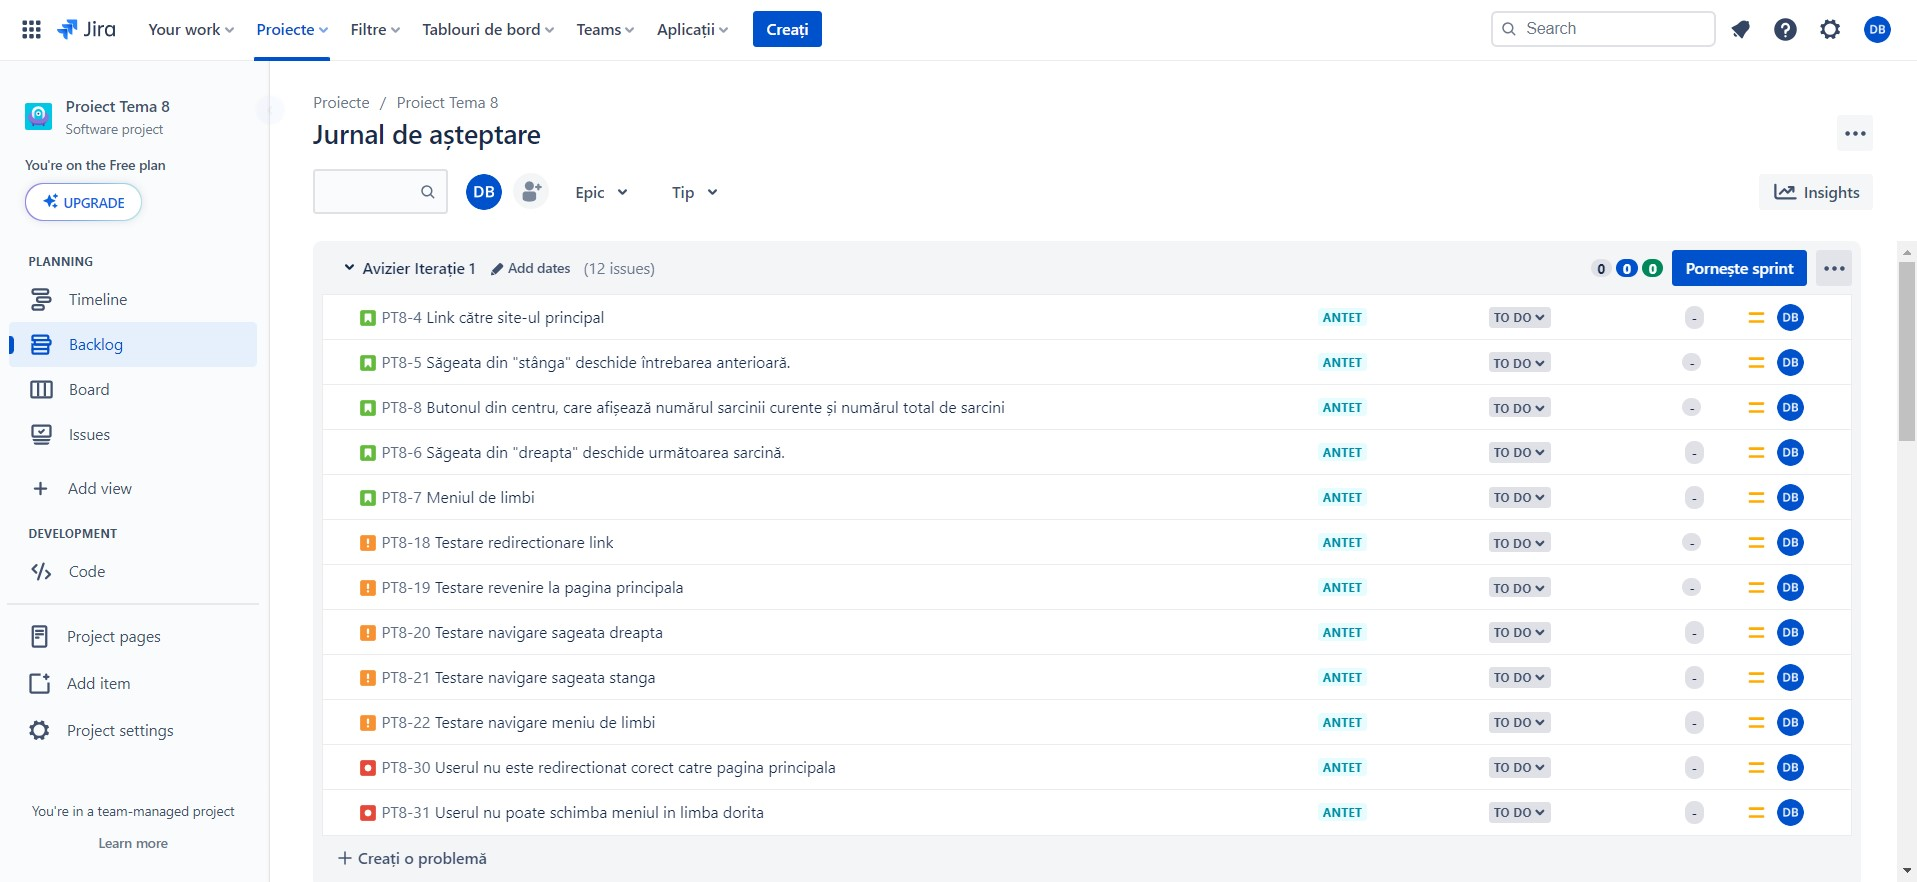 Jira Your work Proiecte Filtre Tablouri de bord Teams Aplicații Creați Search DB
Proiect Tema 8
Software project
You're on the Free plan
UPGRADE
PLANNING
Timeline
Backlog
Board
Issues
Add view
DEVELOPMENT
Code
Project pages
Add item
Project settings
You're in a team-managed project
Learn more
Proiecte / Proiect Tema 8
Jurnal de așteptare
DB Epic Tip Insights
Avizier Iterație 1 Add dates (12 issues) 0 0 0 Pornește sprint
PT8-4 Link către site-ul principal ANTET TO DO - DB
PT8-5 Săgeata din "stânga" deschide întrebarea anterioară. ANTET TO DO - DB
PT8-8 Butonul din centru, care afișează numărul sarcinii curente și numărul total de sarcini ANTET TO DO - DB
PT8-6 Săgeata din "dreapta" deschide următoarea sarcină. ANTET TO DO - DB
PT8-7 Meniul de limbi ANTET TO DO - DB
PT8-18 Testare redirectionare link ANTET TO DO - DB
PT8-19 Testare revenire la pagina principala ANTET TO DO - DB
PT8-20 Testare navigare sageata dreapta ANTET TO DO - DB
PT8-21 Testare navigare sageata stanga ANTET TO DO - DB
PT8-22 Testare navigare meniu de limbi ANTET TO DO - DB
PT8-30 Userul nu este redirectionat corect catre pagina principala ANTET TO DO - DB
PT8-31 Userul nu poate schimba meniul in limba dorita ANTET TO DO - DB
+ Creați o problemă